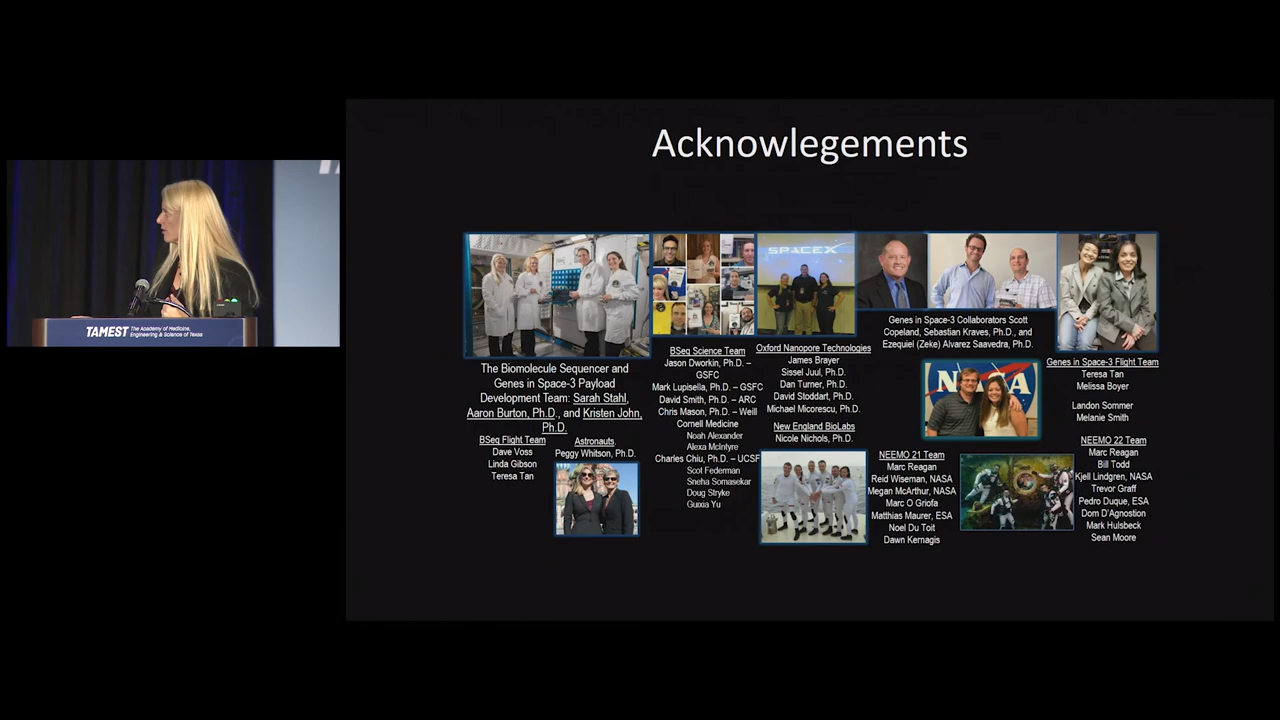 Acknowlegements
TAMEST The Academy of Medicine,
Engineering & Science of Texas
SPACEX
The Biomolecule Sequencer and
Genes in Space-3 Payload
Development Team: Sarah Stahl,
Aaron Burton, Ph.D., and Kristen John,
Ph.D.
BSeq Flight Team
Dave Voss
Linda Gibson
Teresa Tan
Astronauts
Peggy Whitson, Ph.D.
BSeq Science Team
Jason Dworkin, Ph.D. –
GSFC
Mark Lupisella, Ph.D. – GSFC
David Smith, Ph.D. – ARC
Chris Mason, Ph.D. – Weill
Cornell Medicine
Noah Alexander
Alexa McIntyre
Charles Chiu, Ph.D. – UCSF
Scot Federman
Sneha Somasekar
Doug Stryke
Guixia Yu
Oxford Nanopore Technologies
James Brayer
Sissel Juul, Ph.D.
Dan Turner, Ph.D.
David Stoddart, Ph.D.
Michael Micorescu, Ph.D.
New England BioLabs
Nicole Nichols, Ph.D.
Genes in Space-3 Collaborators Scott
Copeland, Sebastian Kraves, Ph.D., and
Ezequiel (Zeke) Alvarez Saavedra, Ph.D.
NASA
NEEMO 21 Team
Marc Reagan
Reid Wiseman, NASA
Megan McArthur, NASA
Marc O Griofa
Matthias Maurer, ESA
Noel Du Toit
Dawn Kernagis
Genes in Space-3 Flight Team
Teresa Tan
Melissa Boyer
Landon Sommer
Melanie Smith
NEEMO 22 Team
Marc Reagan
Bill Todd
Kjell Lindgren, NASA
Trevor Graff
Pedro Duque, ESA
Dom D'Agnostion
Mark Hulsbeck
Sean Moore